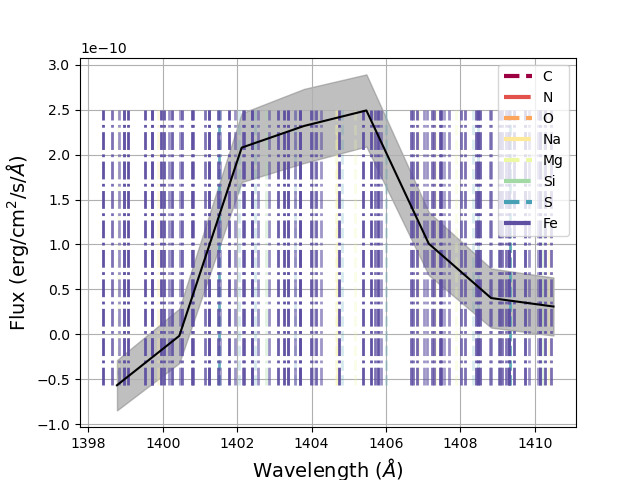 1e−10
3.0
2.5
2.0
1.5
1.0
0.5
0.0
−0.5
−1.0
Flux (erg/cm²/s/Å)
C
N
O
Na
Mg
Si
S
Fe
1398 1400 1402 1404 1406 1408 1410
Wavelength (Å)